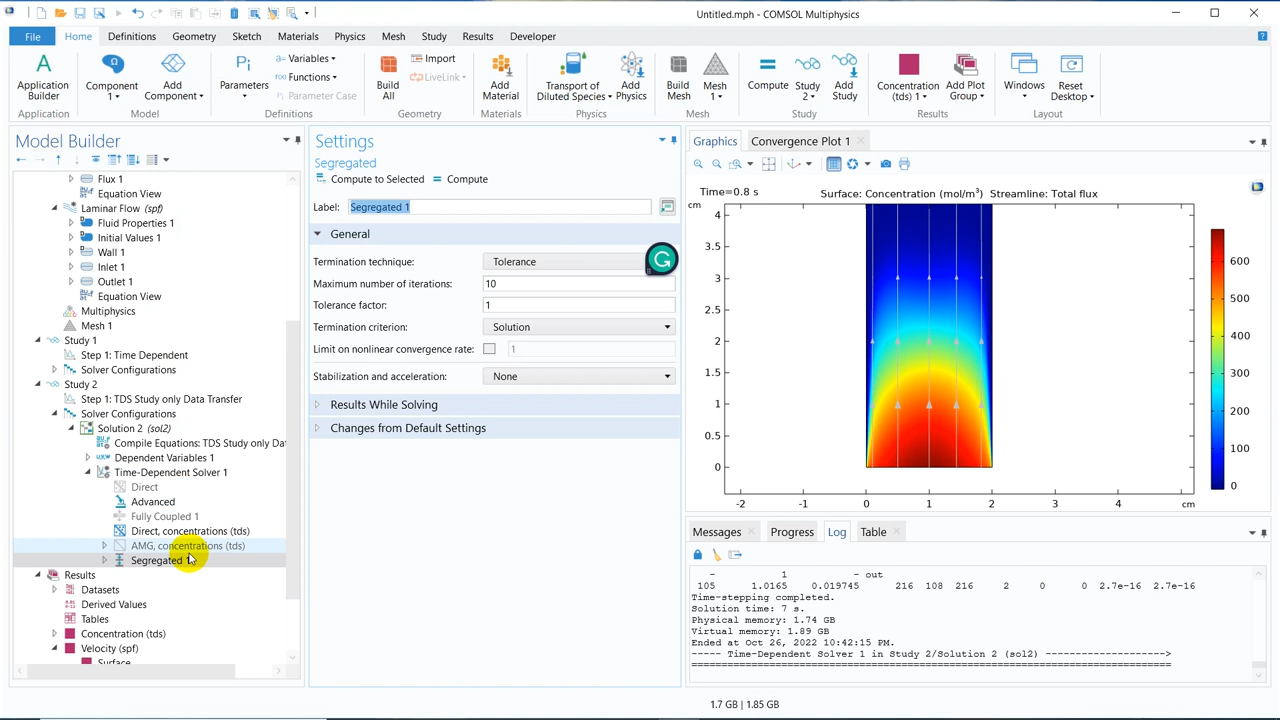 Untitled.mph - COMSOL Multiphysics
File Home Definitions Geometry Sketch Materials Physics Mesh Study Results Developer
Application Builder
Component 1
Add Component
Pi Parameters
a= Variables
f(x) Functions
Parameter Case
Build All
Import
LiveLink
Add Material
Transport of Diluted Species
Add Physics
Build Mesh
Mesh 1
Compute
Study 2
Add Study
Concentration (tds) 1
Add Plot Group
Windows
Reset Desktop
Application Model Definitions Geometry Materials Physics Mesh Study Results Layout
Model Builder
Flux 1
Equation View
Laminar Flow (spf)
Fluid Properties 1
Initial Values 1
Wall 1
Inlet 1
Outlet 1
Equation View
Multiphysics
Mesh 1
Study 1
Step 1: Time Dependent
Solver Configurations
Study 2
Step 1: TDS Study only Data Transfer
Solver Configurations
Solution 2 (sol2)
Compile Equations: TDS Study only Dat
Dependent Variables 1
Time-Dependent Solver 1
Direct
Advanced
Fully Coupled 1
Direct, concentrations (tds)
AMG, concentrations (tds)
Segregated 1
Results
Datasets
Derived Values
Tables
Concentration (tds)
Velocity (spf)
Surface
Settings
Segregated
Compute to Selected = Compute
Label: Segregated 1
General
Termination technique: Tolerance
Maximum number of iterations: 10
Tolerance factor: 1
Termination criterion: Solution
Limit on nonlinear convergence rate: 1
Stabilization and acceleration: None
Results While Solving
Changes from Default Settings
Graphics Convergence Plot 1
Time=0.8 s Surface: Concentration (mol/m³) Streamline: Total flux
cm
4
3.5
3
2.5
2
1.5
1
0.5
0
-2 -1 0 1 2 3 4 cm
600
500
400
300
200
100
0
Messages Progress Log Table
- 1 - out
105 1.0165 0.019745 216 108 216 2 0 0 2.7e-16 2.7e-16
Time-stepping completed.
Solution time: 7 s.
Physical memory: 1.74 GB
Virtual memory: 1.89 GB
Ended at Oct 26, 2022 10:42:15 PM.
----- Time-Dependent Solver 1 in Study 2/Solution 2 (sol2) -------------------->
================================================================
1.7 GB | 1.85 GB